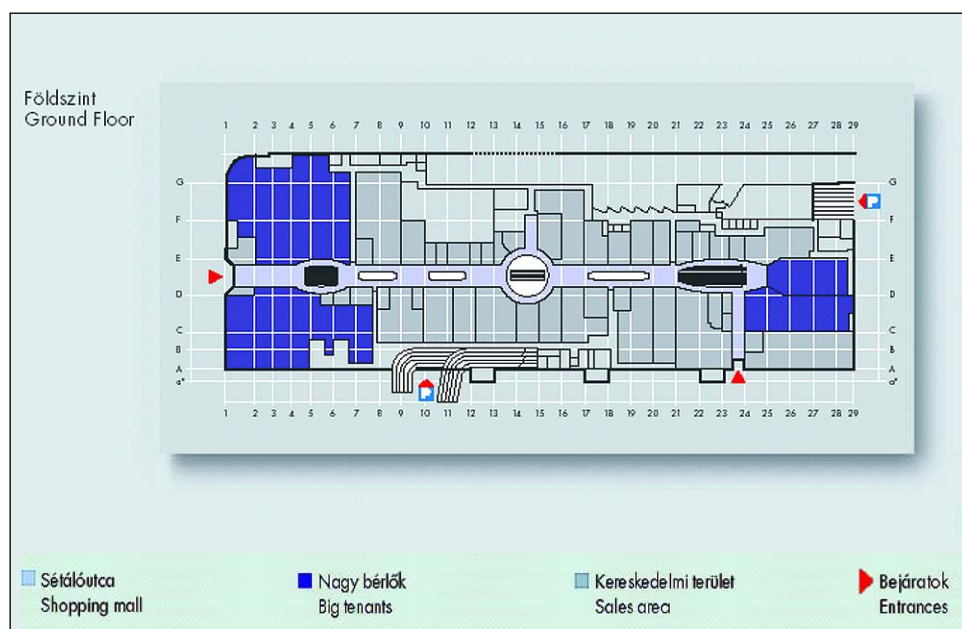 Földszint
Ground Floor
1 2 3 4 5 6 7 8 9 10 11 12 13 14 15 16 17 18 19 20 21 22 23 24 25 26 27 28 29
G G
P
F F
E E
D D
C C
B B
A A
a* a*
P
1 2 3 4 5 6 7 8 9 10 11 12 13 14 15 16 17 18 19 20 21 22 23 24 25 26 27 28 29
Sétálóutca
Shopping mall
Nagy bérlők
Big tenants
Kereskedelmi terület
Sales area
Bejáratok
Entrances